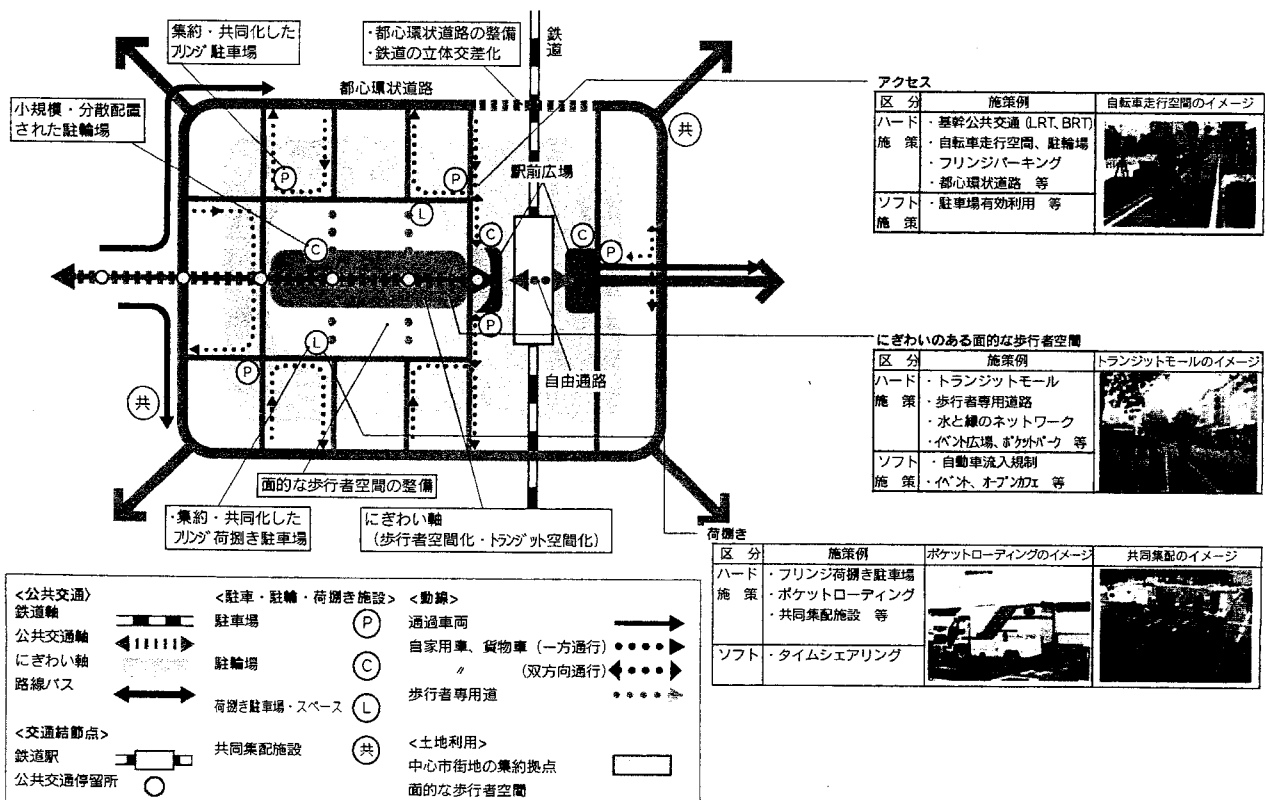 集約・共同化した
フリンジ駐車場
・都心環状道路の整備
・鉄道の立体交差化
鉄道
都心環状道路
小規模・分散配置
された駐輪場
共
P
P
駅前広場
L
C
C
C
P
P
L
P
自由通路
共
面的な歩行者空間の整備
・集約・共同化した
フリンジ荷捌き駐車場
にぎわい軸
(歩行者空間化・トランジット空間化)
アクセス
区 分 施策例 自転車走行空間のイメージ
ハード ・基幹公共交通(LRT、BRT)
施 策 ・自転車走行空間、駐輪場
・フリンジパーキング
・都心環状道路 等
ソフト ・駐車場有効利用 等
施 策
にぎわいのある面的な歩行者空間
区 分 施策例 トランジットモールのイメージ
ハード ・トランジットモール
施 策 ・歩行者専用道路
・水と緑のネットワーク
・イベント広場、ポケットパーク 等
ソフト ・自動車流入規制
施 策 ・イベント、オープンカフェ 等
荷捌き
区 分 施策例 ポケットローディングのイメージ 共同集配のイメージ
ハード ・フリンジ荷捌き駐車場
施 策 ・ポケットローディング
・共同集配施設 等
ソフト ・タイムシェアリング
<公共交通>
鉄道軸
公共交通軸
にぎわい軸
路線バス
<交通結節点>
鉄道駅
公共交通停留所
<駐車・駐輪・荷捌き施設>
駐車場 P
駐輪場 C
荷捌き駐車場・スペース L
共同集配施設 共
<動線>
通過車両
自家用車、貨物車(一方通行)
〃 (双方向通行)
歩行者専用道
<土地利用>
中心市街地の集約拠点
面的な歩行者空間